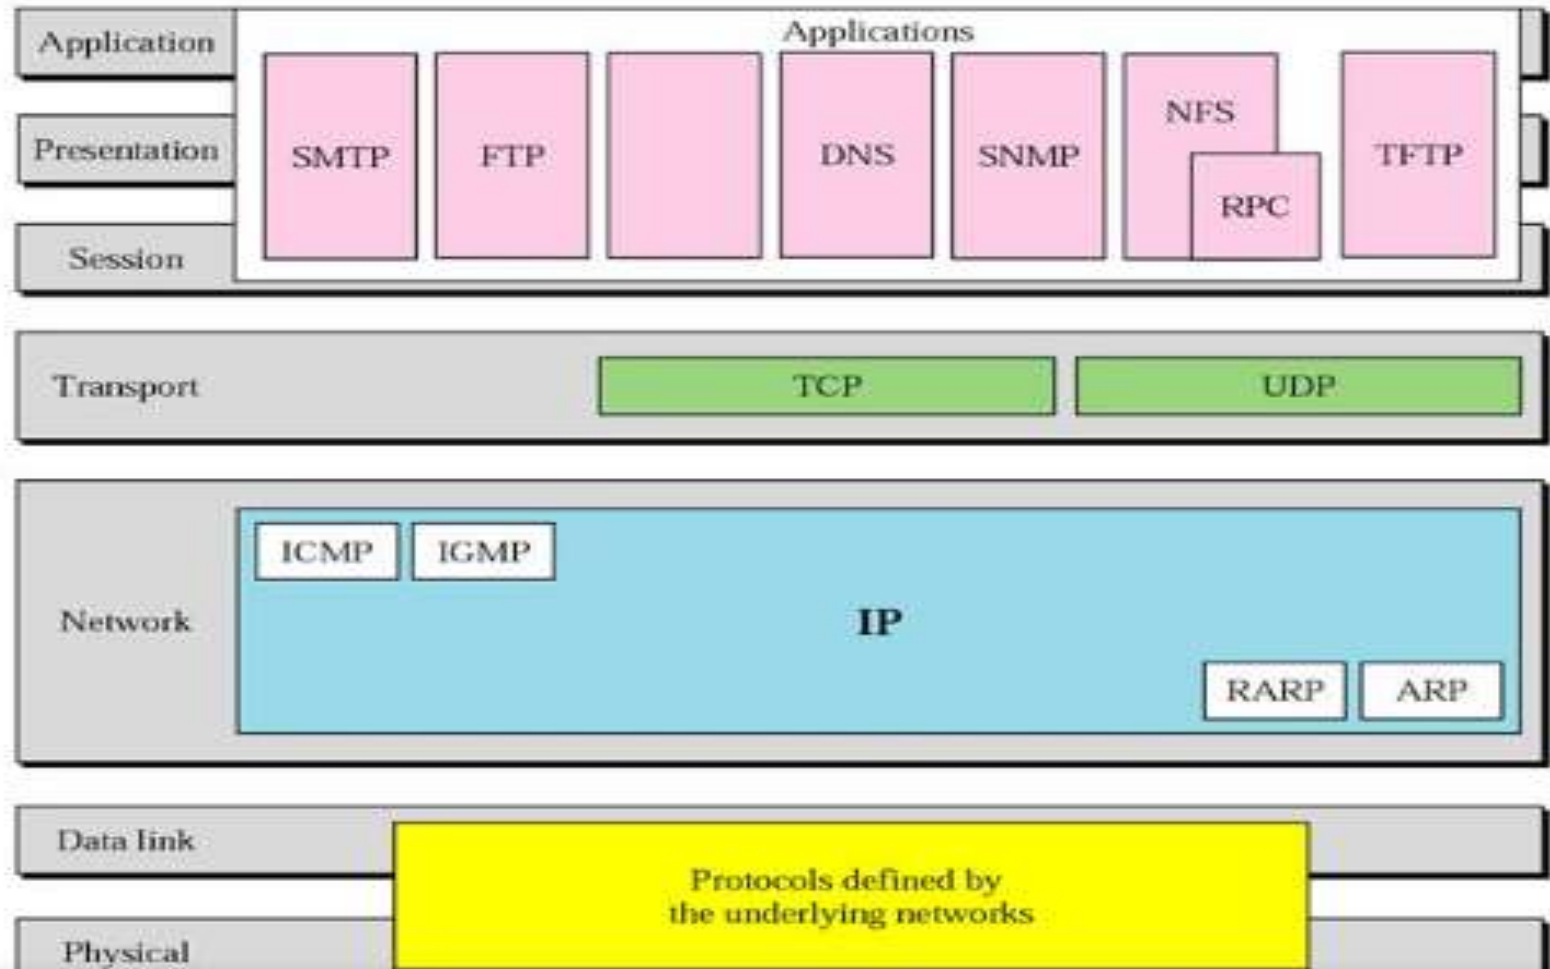 Application
Applications
SMTP
FTP
DNS
SNMP
NFS
RPC
TFTP
Presentation
Session
Transport
TCP
UDP
Network
ICMP
IGMP
IP
RARP
ARP
Data link
Protocols defined by
the underlying networks
Physical